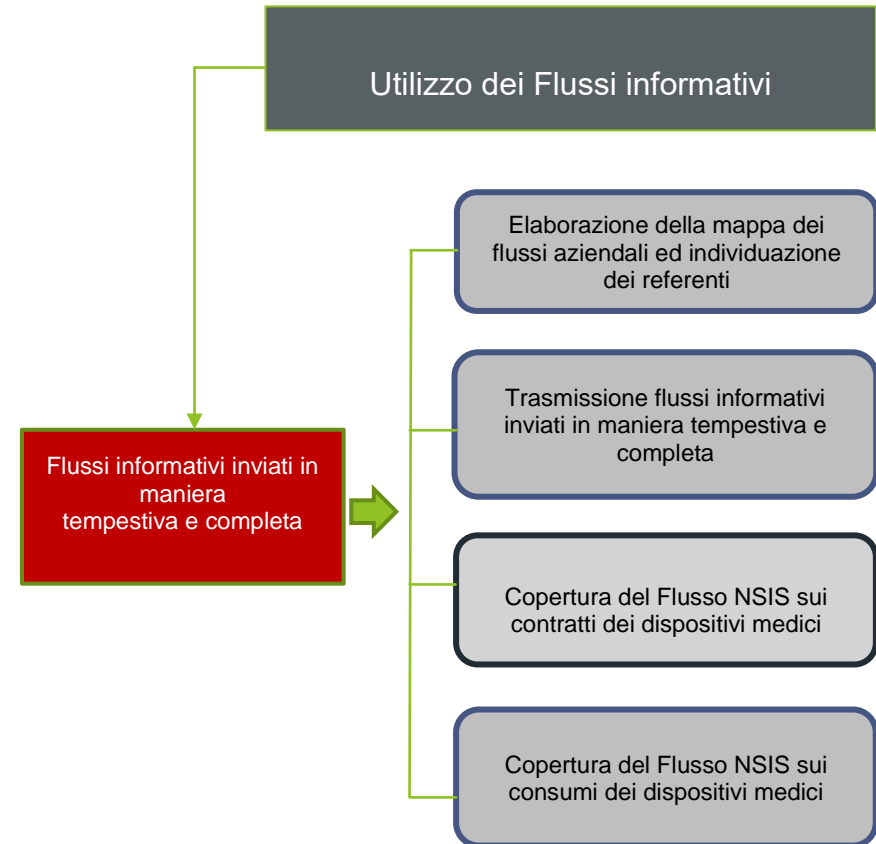 Utilizzo dei Flussi informativi
Elaborazione della mappa dei
flussi aziendali ed individuazione
dei referenti
Trasmissione flussi informativi
inviati in maniera tempestiva e
completa
Flussi informativi inviati in
maniera
tempestiva e completa
Copertura del Flusso NSIS sui
contratti dei dispositivi medici
Copertura del Flusso NSIS sui
consumi dei dispositivi medici